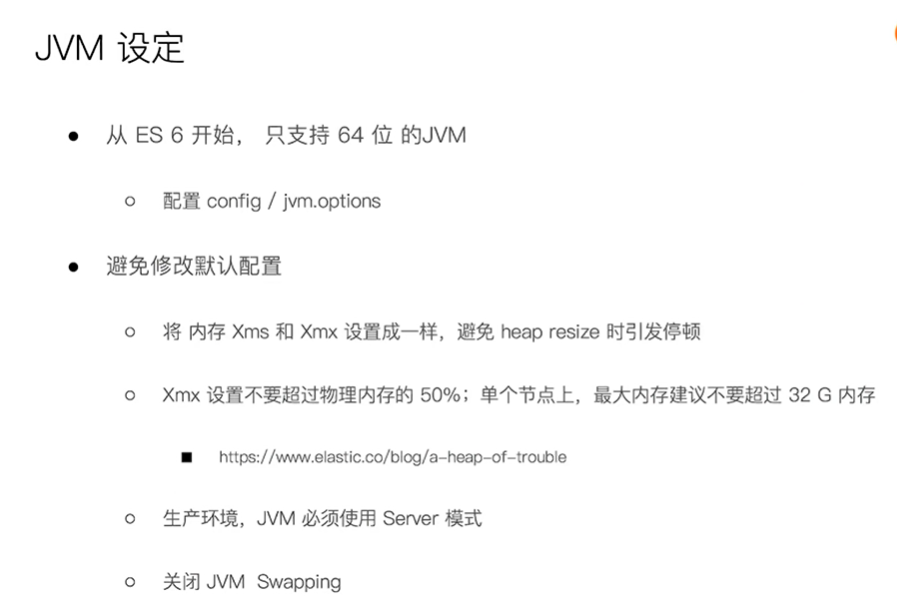 JVM 设定
从 ES 6 开始， 只支持 64 位 的JVM
配置 config / jvm.options
避免修改默认配置
将 内存 Xms 和 Xmx 设置成一样，避免 heap resize 时引发停顿
Xmx 设置不要超过物理内存的 50%；单个节点上，最大内存建议不要超过 32 G 内存
https://www.elastic.co/blog/a-heap-of-trouble
生产环境，JVM 必须使用 Server 模式
关闭 JVM Swapping